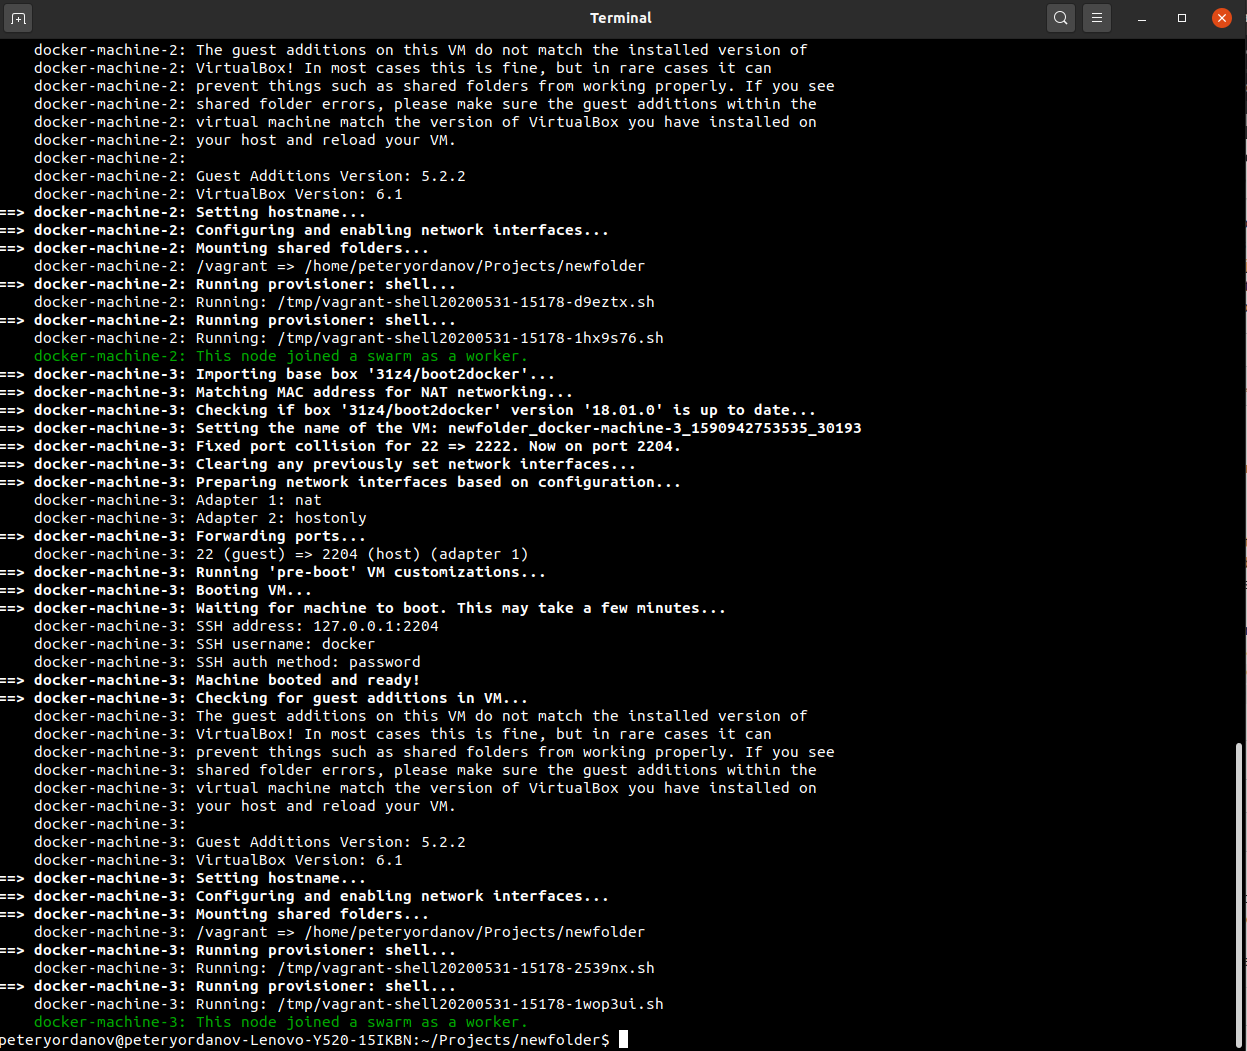 Terminal
docker-machine-2: The guest additions on this VM do not match the installed version of
docker-machine-2: VirtualBox! In most cases this is fine, but in rare cases it can
docker-machine-2: prevent things such as shared folders from working properly. If you see
docker-machine-2: shared folder errors, please make sure the guest additions within the
docker-machine-2: virtual machine match the version of VirtualBox you have installed on
docker-machine-2: your host and reload your VM.
docker-machine-2:
docker-machine-2: Guest Additions Version: 5.2.2
docker-machine-2: VirtualBox Version: 6.1
==> docker-machine-2: Setting hostname...
==> docker-machine-2: Configuring and enabling network interfaces...
==> docker-machine-2: Mounting shared folders...
docker-machine-2: /vagrant => /home/peteryordanov/Projects/newfolder
==> docker-machine-2: Running provisioner: shell...
docker-machine-2: Running: /tmp/vagrant-shell20200531-15178-d9eztx.sh
==> docker-machine-2: Running provisioner: shell...
docker-machine-2: Running: /tmp/vagrant-shell20200531-15178-1hx9s76.sh
docker-machine-2: This node joined a swarm as a worker.
==> docker-machine-3: Importing base box '31z4/boot2docker'...
==> docker-machine-3: Matching MAC address for NAT networking...
==> docker-machine-3: Checking if box '31z4/boot2docker' version '18.01.0' is up to date...
==> docker-machine-3: Setting the name of the VM: newfolder_docker-machine-3_1590942753535_30193
==> docker-machine-3: Fixed port collision for 22 => 2222. Now on port 2204.
==> docker-machine-3: Clearing any previously set network interfaces...
==> docker-machine-3: Preparing network interfaces based on configuration...
docker-machine-3: Adapter 1: nat
docker-machine-3: Adapter 2: hostonly
==> docker-machine-3: Forwarding ports...
docker-machine-3: 22 (guest) => 2204 (host) (adapter 1)
==> docker-machine-3: Running 'pre-boot' VM customizations...
==> docker-machine-3: Booting VM...
==> docker-machine-3: Waiting for machine to boot. This may take a few minutes...
docker-machine-3: SSH address: 127.0.0.1:2204
docker-machine-3: SSH username: docker
docker-machine-3: SSH auth method: password
==> docker-machine-3: Machine booted and ready!
==> docker-machine-3: Checking for guest additions in VM...
docker-machine-3: The guest additions on this VM do not match the installed version of
docker-machine-3: VirtualBox! In most cases this is fine, but in rare cases it can
docker-machine-3: prevent things such as shared folders from working properly. If you see
docker-machine-3: shared folder errors, please make sure the guest additions within the
docker-machine-3: virtual machine match the version of VirtualBox you have installed on
docker-machine-3: your host and reload your VM.
docker-machine-3:
docker-machine-3: Guest Additions Version: 5.2.2
docker-machine-3: VirtualBox Version: 6.1
==> docker-machine-3: Setting hostname...
==> docker-machine-3: Configuring and enabling network interfaces...
==> docker-machine-3: Mounting shared folders...
docker-machine-3: /vagrant => /home/peteryordanov/Projects/newfolder
==> docker-machine-3: Running provisioner: shell...
docker-machine-3: Running: /tmp/vagrant-shell20200531-15178-2539nx.sh
==> docker-machine-3: Running provisioner: shell...
docker-machine-3: Running: /tmp/vagrant-shell20200531-15178-1wop3ui.sh
docker-machine-3: This node joined a swarm as a worker.
peteryordanov@peteryordanov-Lenovo-Y520-15IKBN:~/Projects/newfolder$